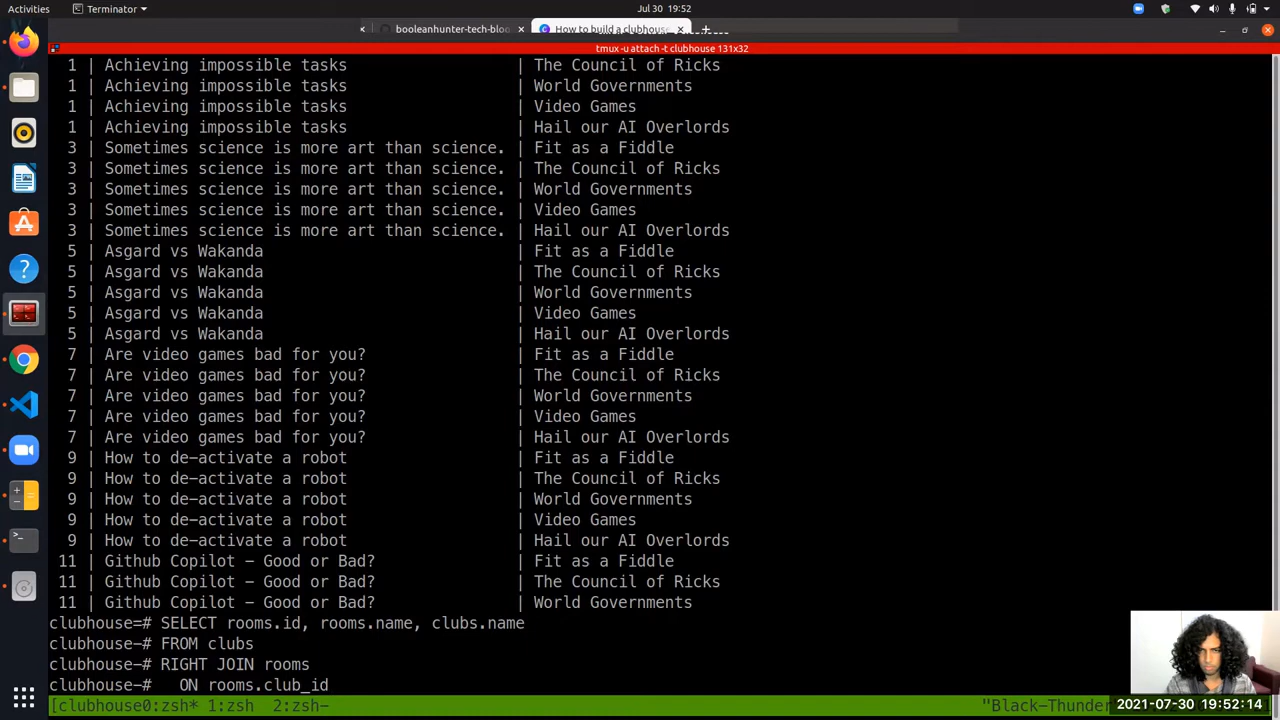 Activities
Terminator
Jul 30 19:52
booleanhunter-tech-blo
How to build a clubhouse
tmux -u attach -t clubhouse 131x32
1 | Achieving impossible tasks | The Council of Ricks
1 | Achieving impossible tasks | World Governments
1 | Achieving impossible tasks | Video Games
1 | Achieving impossible tasks | Hail our AI Overlords
3 | Sometimes science is more art than science. | Fit as a Fiddle
3 | Sometimes science is more art than science. | The Council of Ricks
3 | Sometimes science is more art than science. | World Governments
3 | Sometimes science is more art than science. | Video Games
3 | Sometimes science is more art than science. | Hail our AI Overlords
5 | Asgard vs Wakanda | Fit as a Fiddle
5 | Asgard vs Wakanda | The Council of Ricks
5 | Asgard vs Wakanda | World Governments
5 | Asgard vs Wakanda | Video Games
5 | Asgard vs Wakanda | Hail our AI Overlords
7 | Are video games bad for you? | Fit as a Fiddle
7 | Are video games bad for you? | The Council of Ricks
7 | Are video games bad for you? | World Governments
7 | Are video games bad for you? | Video Games
7 | Are video games bad for you? | Hail our AI Overlords
9 | How to de-activate a robot | Fit as a Fiddle
9 | How to de-activate a robot | The Council of Ricks
9 | How to de-activate a robot | World Governments
9 | How to de-activate a robot | Video Games
9 | How to de-activate a robot | Hail our AI Overlords
11 | Github Copilot - Good or Bad? | Fit as a Fiddle
11 | Github Copilot - Good or Bad? | The Council of Ricks
11 | Github Copilot - Good or Bad? | World Governments
clubhouse=# SELECT rooms.id, rooms.name, clubs.name
clubhouse-# FROM clubs
clubhouse-# RIGHT JOIN rooms
clubhouse-#   ON rooms.club_id
[clubhouse0:zsh* 1:zsh  2:zsh-
"Black-Thunder
2021-07-30 19:52:14